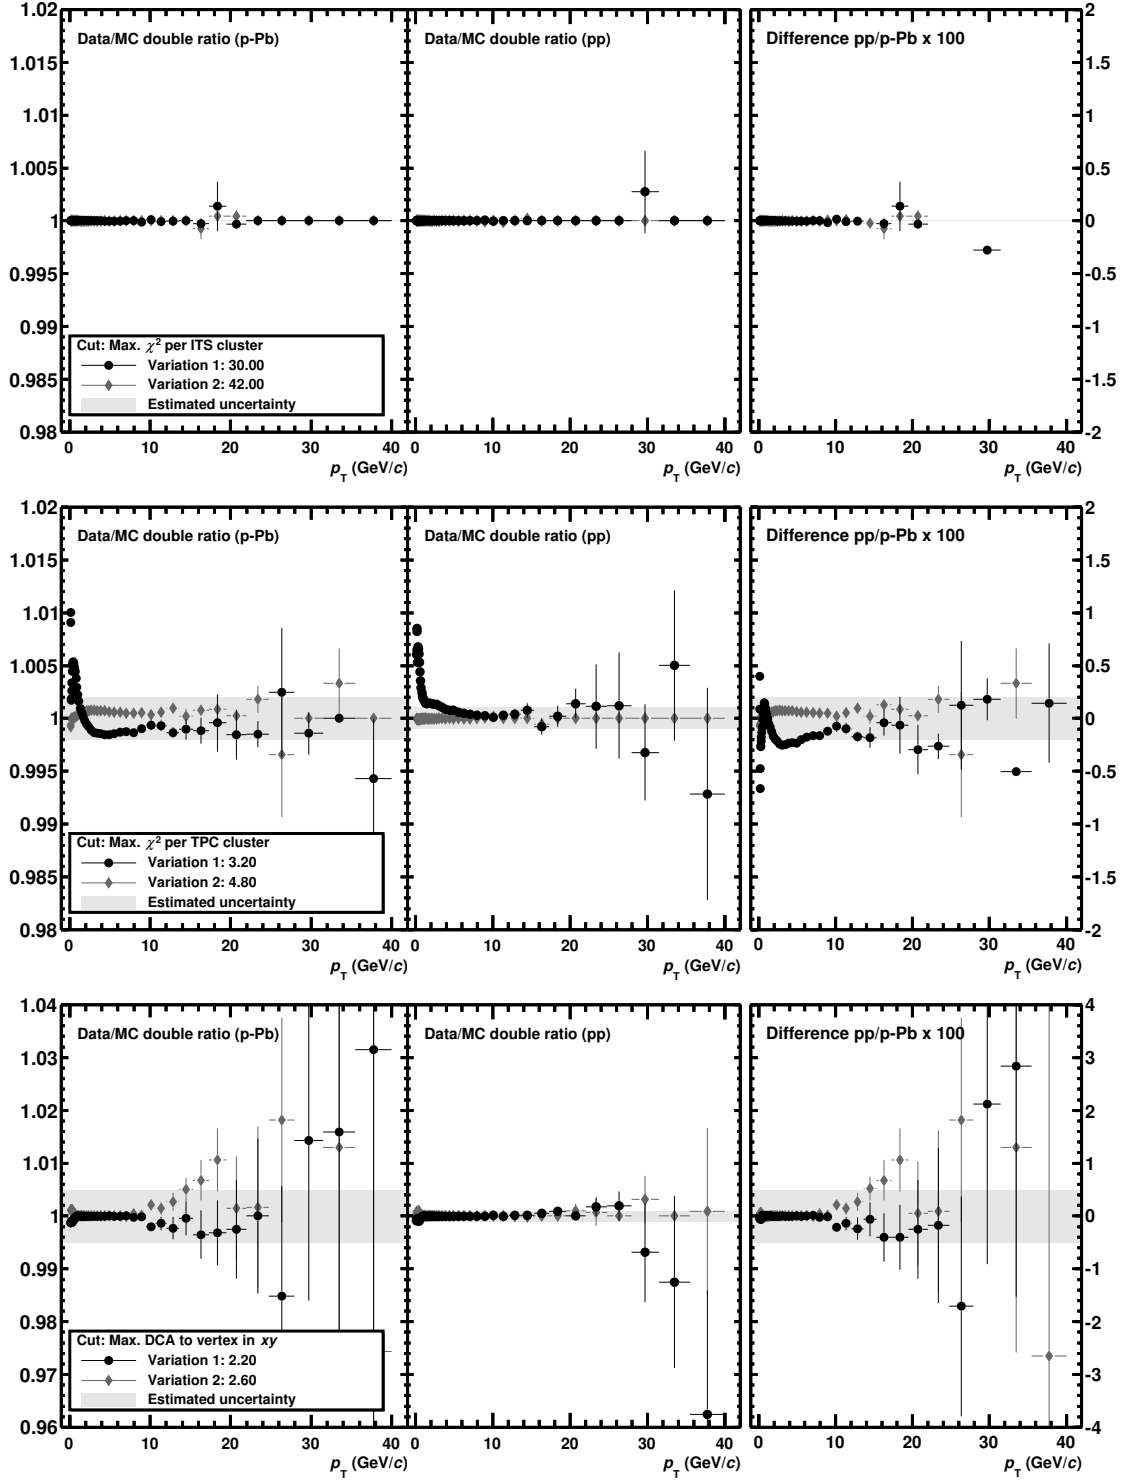 1.02
1.015
1.01
1.005
1
0.995
0.99
0.985
0.98
Data/MC double ratio (p-Pb)
Cut: Max. χ² per ITS cluster
Variation 1: 30.00
Variation 2: 42.00
Estimated uncertainty
0 10 20 30 40
p_T (GeV/c)
Data/MC double ratio (pp)
0 10 20 30 40
p_T (GeV/c)
Difference pp/p-Pb x 100
2
1.5
1
0.5
0
-0.5
-1
-1.5
-2
0 10 20 30 40
p_T (GeV/c)
1.02
1.015
1.01
1.005
1
0.995
0.99
0.985
0.98
Data/MC double ratio (p-Pb)
Cut: Max. χ² per TPC cluster
Variation 1: 3.20
Variation 2: 4.80
Estimated uncertainty
0 10 20 30 40
p_T (GeV/c)
Data/MC double ratio (pp)
0 10 20 30 40
p_T (GeV/c)
Difference pp/p-Pb x 100
2
1.5
1
0.5
0
-0.5
-1
-1.5
-2
0 10 20 30 40
p_T (GeV/c)
1.04
1.03
1.02
1.01
1
0.99
0.98
0.97
0.96
Data/MC double ratio (p-Pb)
Cut: Max. DCA to vertex in xy
Variation 1: 2.20
Variation 2: 2.60
Estimated uncertainty
0 10 20 30 40
p_T (GeV/c)
Data/MC double ratio (pp)
0 10 20 30 40
p_T (GeV/c)
Difference pp/p-Pb x 100
4
3
2
1
0
-1
-2
-3
-4
0 10 20 30 40
p_T (GeV/c)